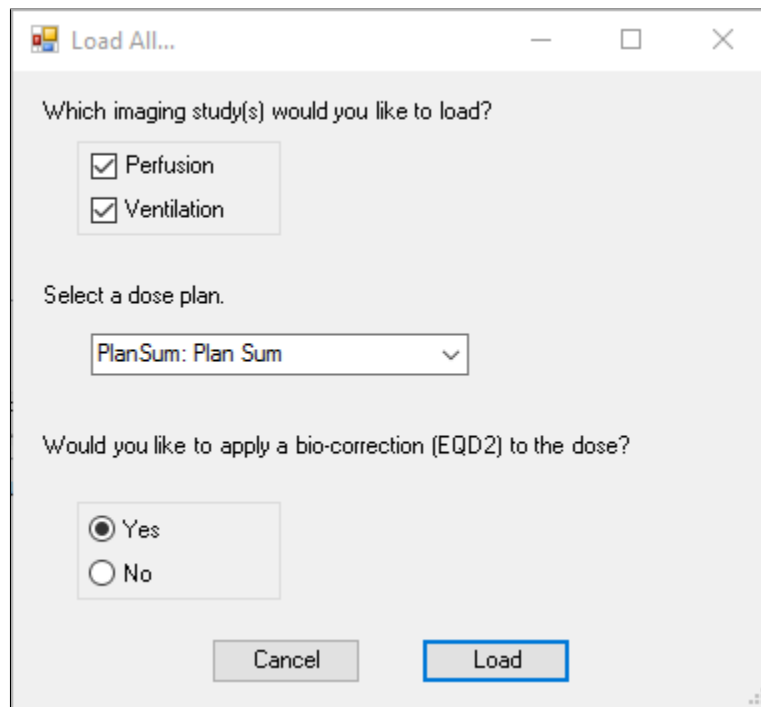 Load All...
Which imaging study(s) would you like to load?
Perfusion
Ventilation
Select a dose plan.
PlanSum: Plan Sum
Would you like to apply a bio-correction (EQD2) to the dose?
Yes
No
Cancel Load